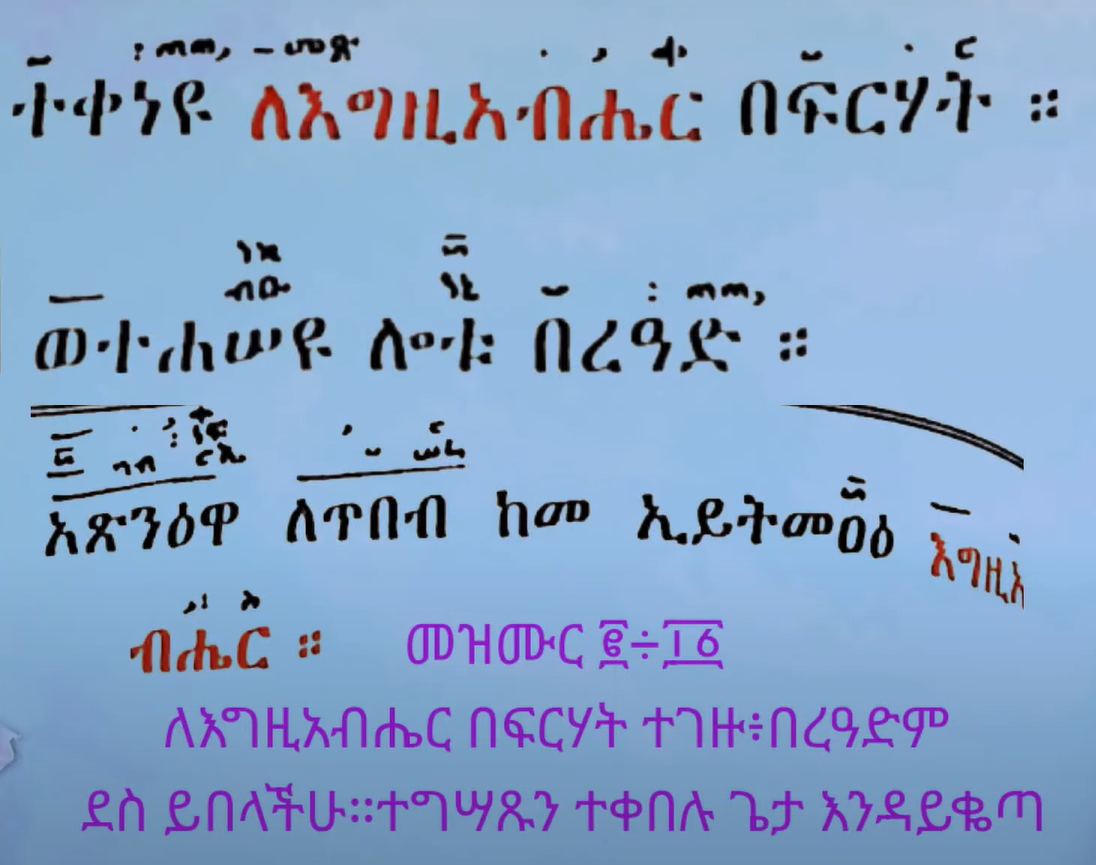 ተቀነዩ ለእግዚአብሔር በፍርሃት ።
ወተሐሠዩ ሎቱ በረዓድ ።
አጽንዕዋ ለጥበብ ከመ ኢይትመዐዕ እግዚአ
ብሔር ።
መዝሙር ፪÷፲፮
ለእግዚአብሔር በፍርሃት ተገዙ፥በረዓድም
ደስ ይበላችሁ።ተግሣጹን ተቀበሉ ጌታ እንዳይቈጣ